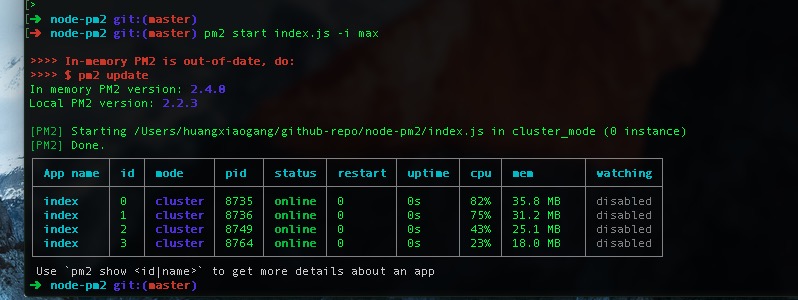 [>
[➜ node-pm2 git:(master)
[➜ node-pm2 git:(master) pm2 start index.js -i max
>>>> In-memory PM2 is out-of-date, do:
>>>> $ pm2 update
In memory PM2 version: 2.4.0
Local PM2 version: 2.2.3
[PM2] Starting /Users/huangxiaogang/github-repo/node-pm2/index.js in cluster_mode (0 instance)
[PM2] Done.
App name id mode pid status restart uptime cpu mem watching
index 0 cluster 8735 online 0 0s 82% 35.8 MB disabled
index 1 cluster 8736 online 0 0s 75% 31.2 MB disabled
index 2 cluster 8749 online 0 0s 43% 25.1 MB disabled
index 3 cluster 8764 online 0 0s 23% 18.0 MB disabled
Use `pm2 show <id|name>` to get more details about an app
➜ node-pm2 git:(master)